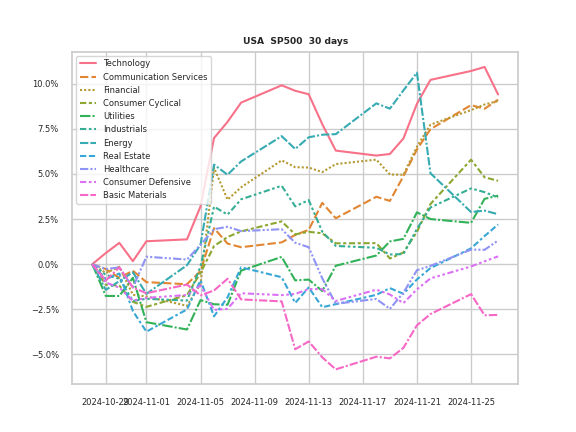 USA SP500 30 days
Technology
Communication Services
Financial
Consumer Cyclical
Utilities
Industrials
Energy
Real Estate
Healthcare
Consumer Defensive
Basic Materials
10.0%
7.5%
5.0%
2.5%
0.0%
−2.5%
−5.0%
2024-10-29 2024-11-01 2024-11-05 2024-11-09 2024-11-13 2024-11-17 2024-11-21 2024-11-25